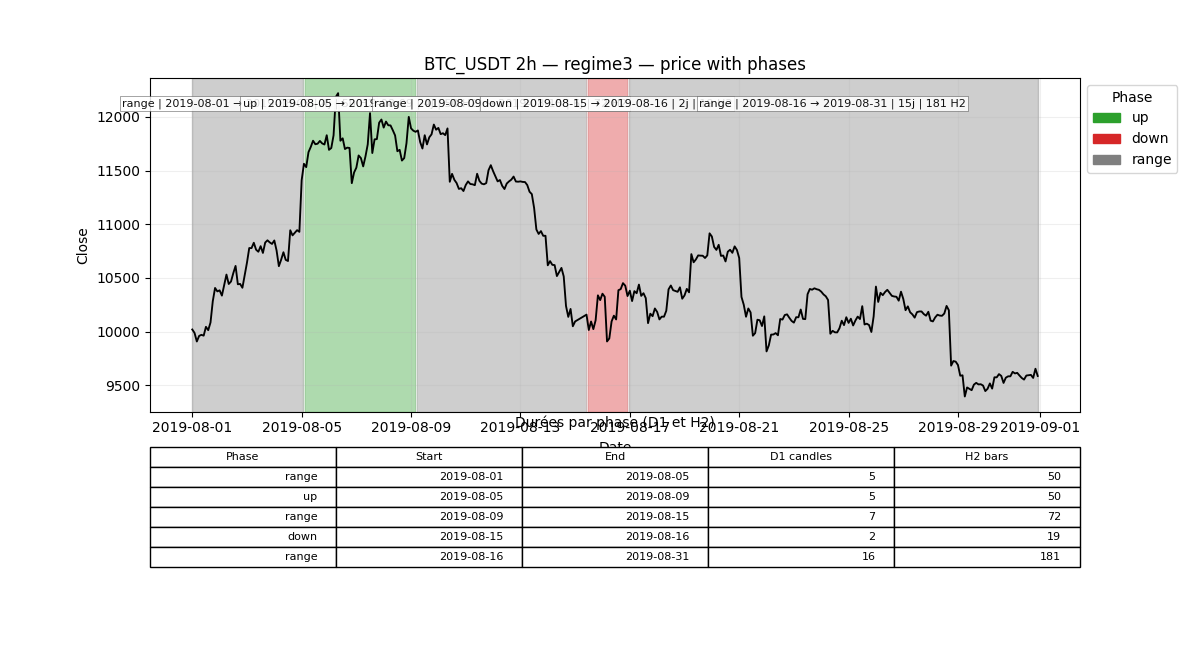 BTC_USDT 2h — regime3 — price with phases
range | 2019-08-01 →
up | 2019-08-05 → 2019
range | 2019-08-09
down | 2019-08-15 → 2019-08-16 | 2j |
range | 2019-08-16 → 2019-08-31 | 15j | 181 H2
Phase
up
down
range
12000
11500
11000
10500
10000
9500
Close
2019-08-01 2019-08-05 2019-08-09 2019-08-13 2019-08-17 2019-08-21 2019-08-25 2019-08-29 2019-09-01
Durées par phase (D1 et H2)
Date
Phase Start End D1 candles H2 bars
range 2019-08-01 2019-08-05 5 50
up 2019-08-05 2019-08-09 5 50
range 2019-08-09 2019-08-15 7 72
down 2019-08-15 2019-08-16 2 19
range 2019-08-16 2019-08-31 16 181